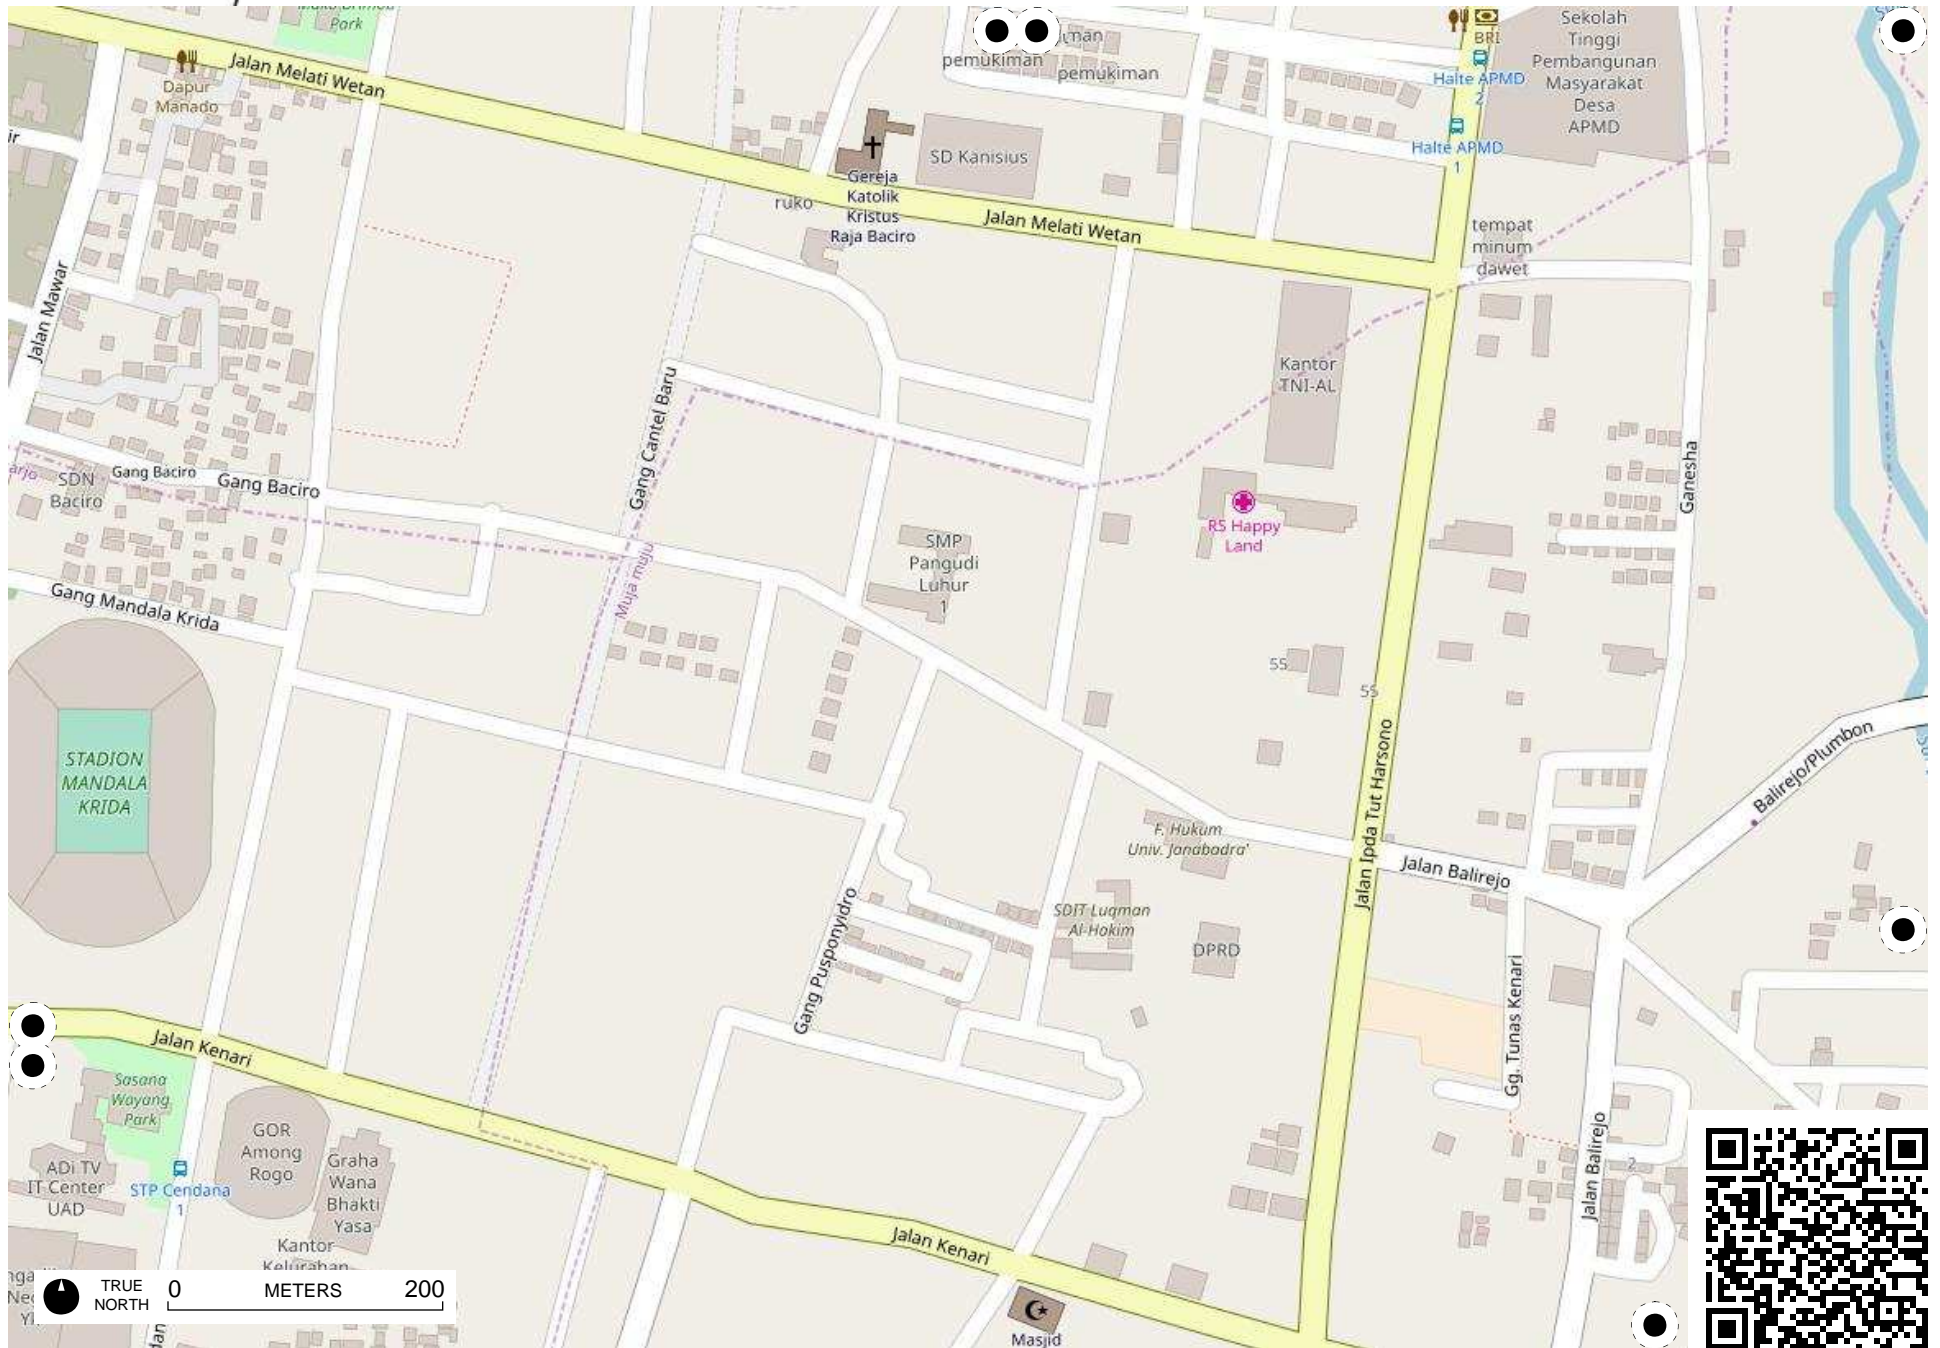 Park
Jalan Melati Wetan
Dapur
Manado
pemukiman
pemukiman
BRI
Halte APMD
2
Halte APMD
1
Sekolah
Tinggi
Pembangunan
Masyarakat
Desa
APMD
SD Kanisius
Gereja
Katolik
Kristus
Raja Baciro
ruko
Jalan Melati Wetan
tempat
minum
dawet
Jalan Mawar
Kantor
TNI-AL
Gang Cantel Baru
Gang Baciro
Gang Baciro
SDN
Baciro
Ganesha
RS Happy
Land
SMP
Pangudi
Luhur
1
Muja muju
Gang Mandala Krida
55
55
STADION
MANDALA
KRIDA
Jalan Ipda Tut Harsono
Balirejo/Plumbon
F. Hukum
Univ. Janabadra'
Jalan Balirejo
SDIT Luqman
Al-Hakim
DPRD
Gang Pusponyidro
Gg. Tunas Kenari
Jalan Kenari
Sasana
Wayang
Park
GOR
Among
Rogo
Graha
Wana
Bhakti
Yasa
ADi TV
IT Center
UAD
STP Cendana
1
Kantor
Kelurahan
Jalan Kenari
Jalan Balirejo
2
Masjid
TRUE
NORTH
0 METERS 200